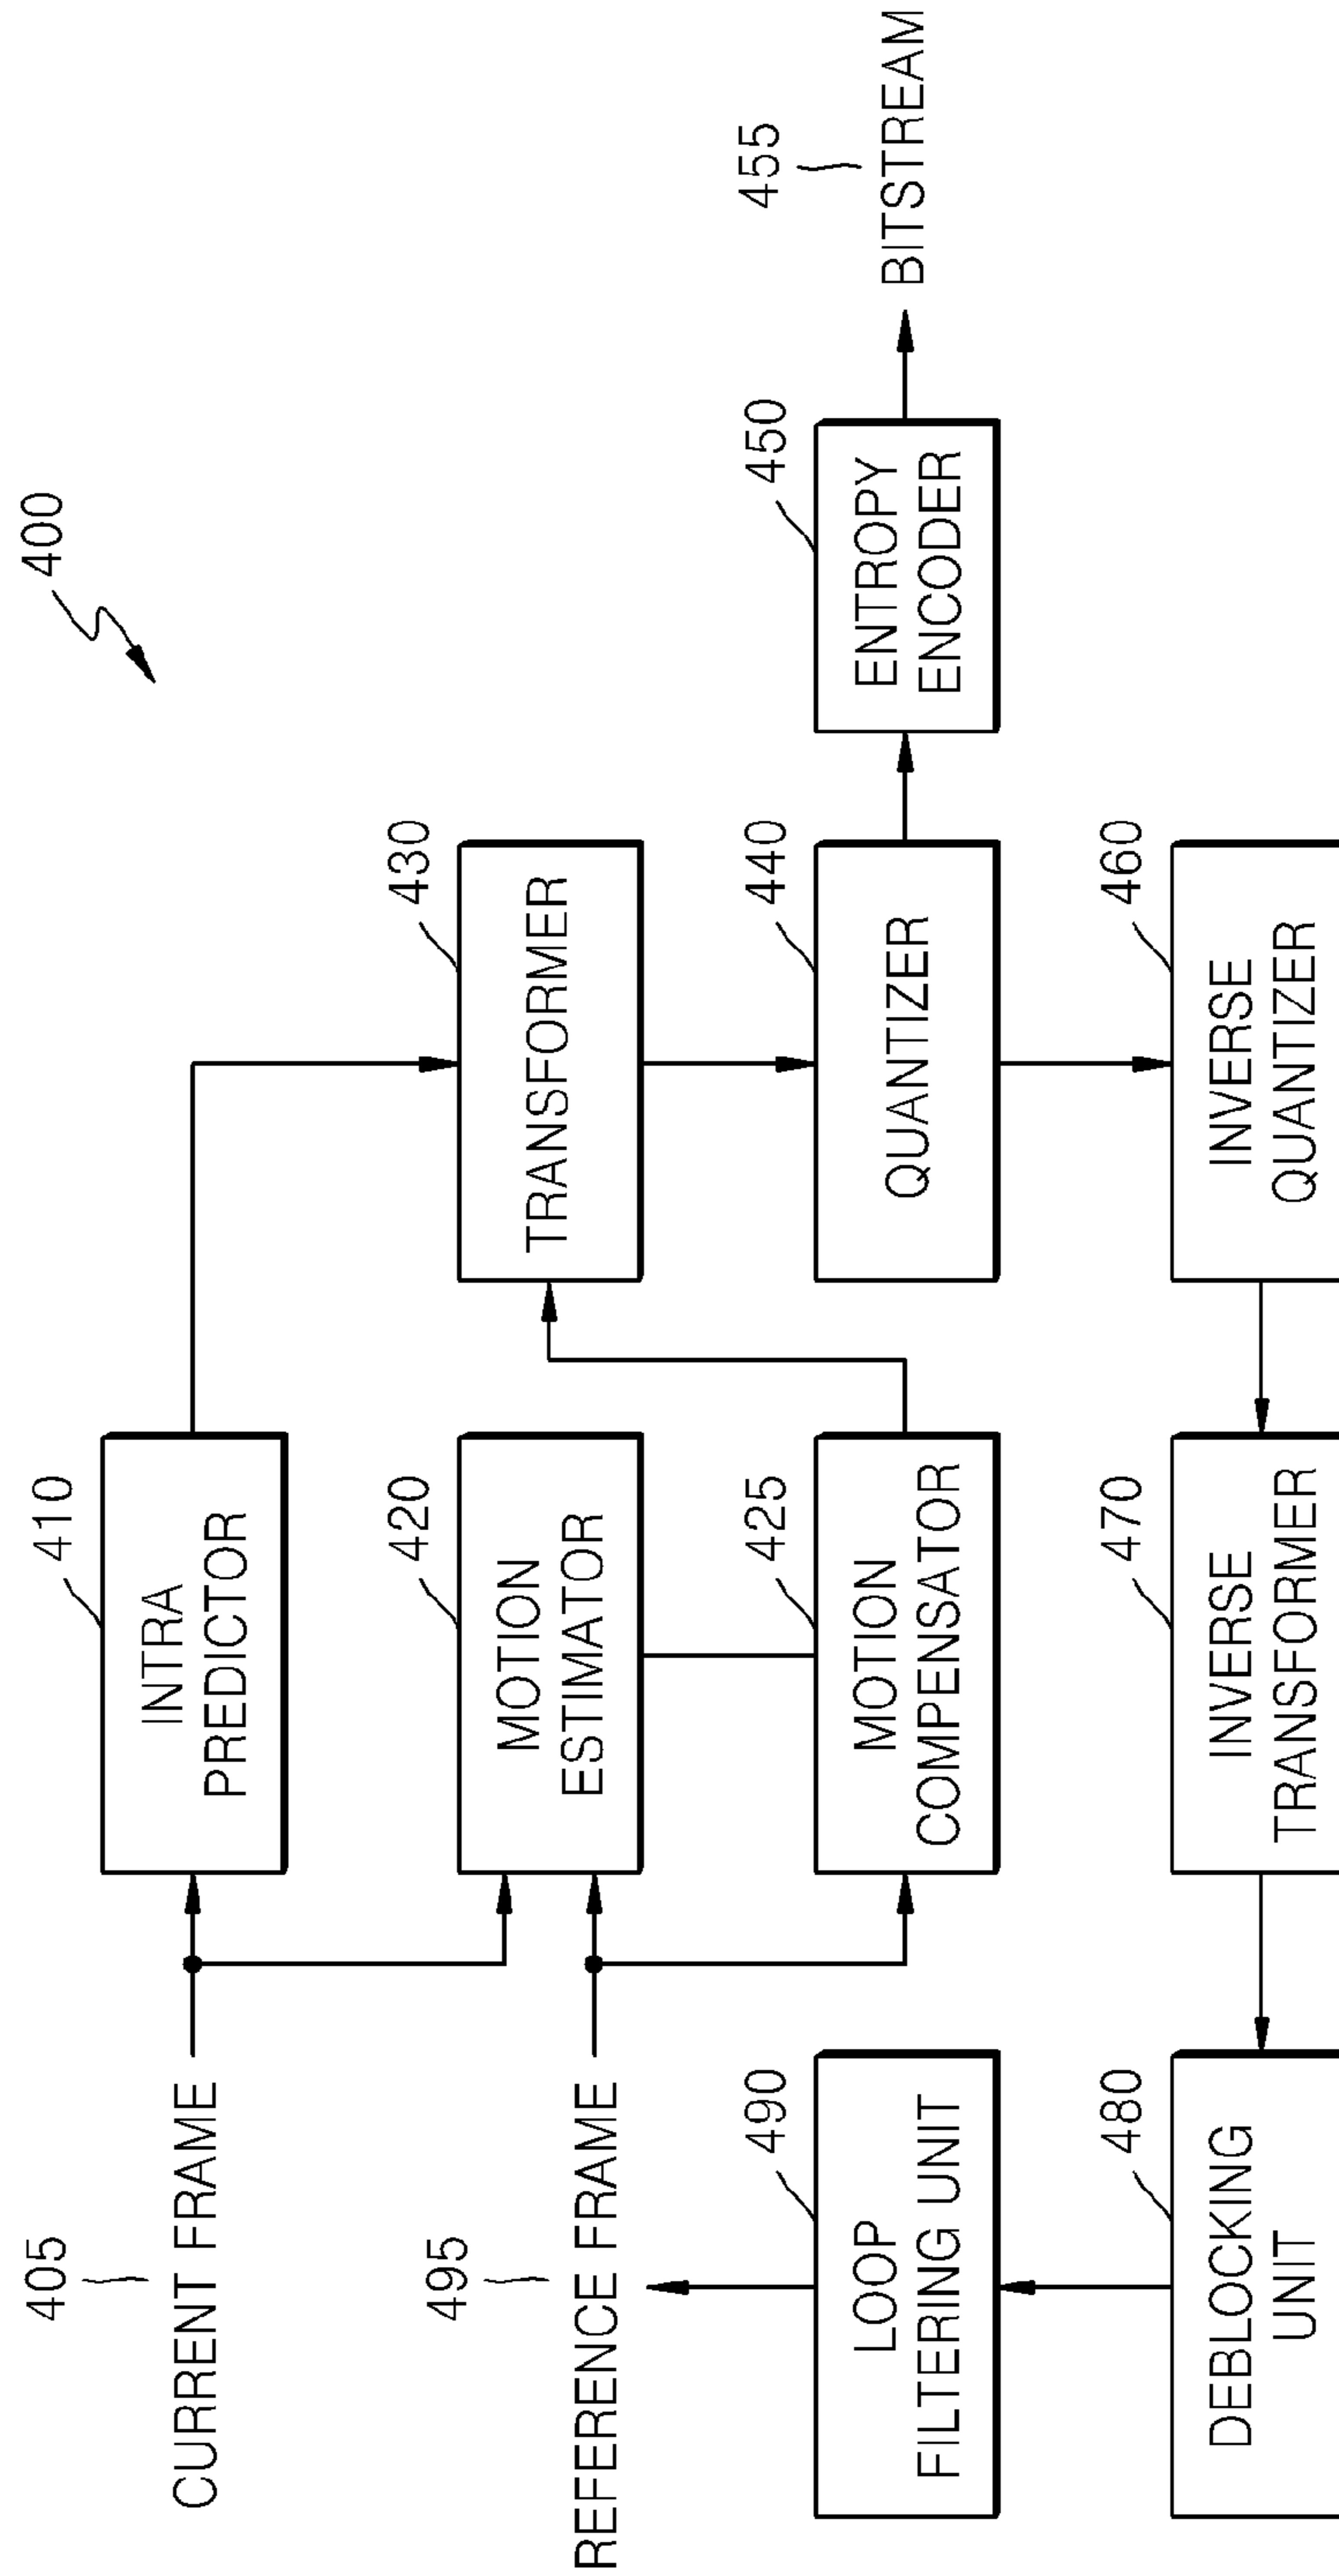 400
405
CURRENT FRAME
410
INTRA
PREDICTOR
495
REFERENCE FRAME
420
MOTION
ESTIMATOR
430
TRANSFORMER
490
LOOP
FILTERING UNIT
425
MOTION
COMPENSATOR
440
QUANTIZER
450
ENTROPY
ENCODER
455
BITSTREAM
480
DEBLOCKING
UNIT
470
INVERSE
TRANSFORMER
460
INVERSE
QUANTIZER